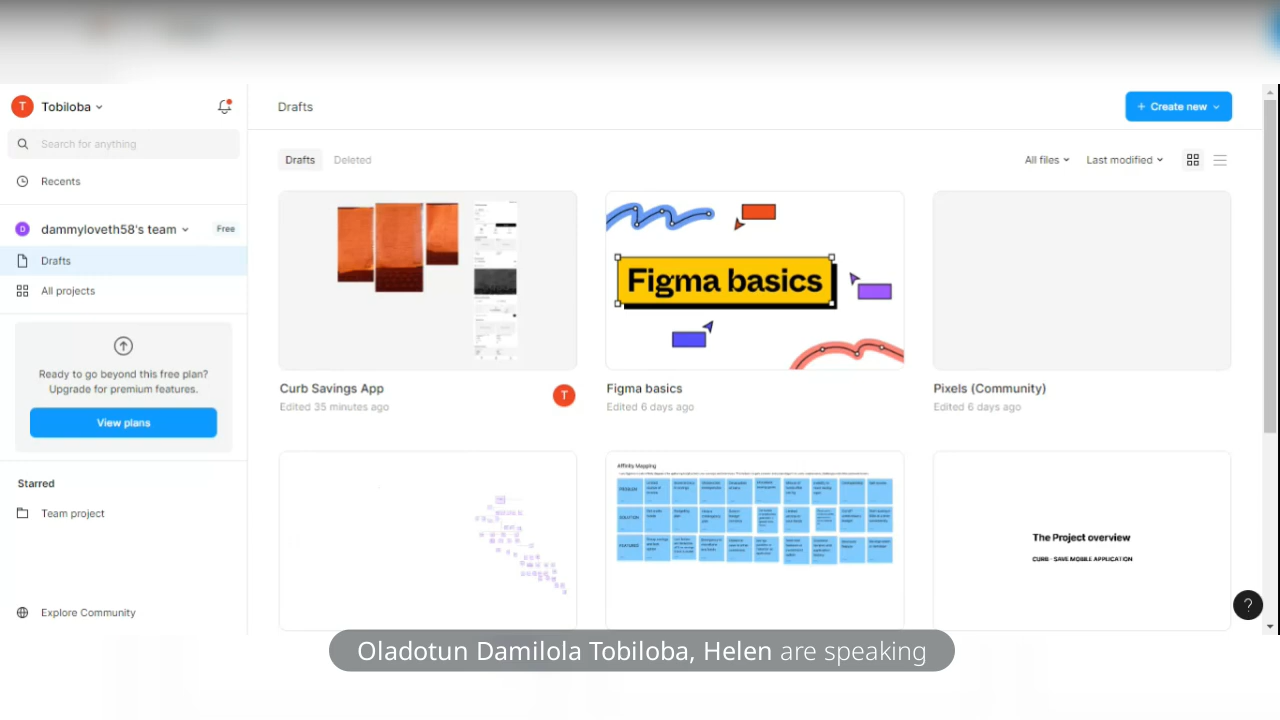 T Tobiloba
Search for anything
Recents
D dammyloveth58's team Free
Drafts
All projects
Ready to go beyond this free plan?
Upgrade for premium features.
View plans
Starred
Team project
Explore Community
Drafts
+ Create new
Drafts Deleted
All files Last modified
Figma basics
Curb Savings App
Edited 35 minutes ago
T
Figma basics
Edited 6 days ago
Pixels (Community)
Edited 6 days ago
Affinity Mapping
PROBLEM
SOLUTION
FEATURES
The Project overview
CURB - SAVE MOBILE APPLICATION
?
Oladotun Damilola Tobiloba, Helen are speaking